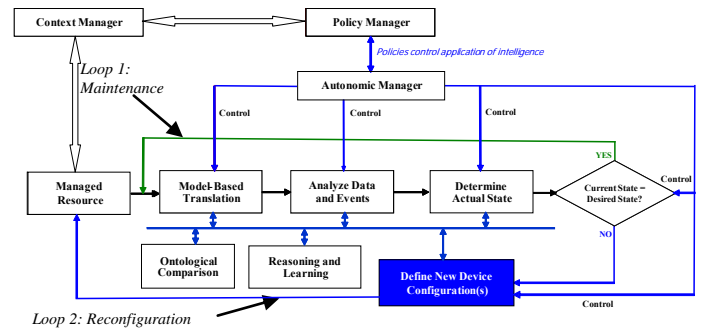 Context Manager
Policy Manager
Policies control application of intelligence
Loop 1:
Maintenance
Autonomic Manager
Control
Control
Control
YES
Managed
Resource
Model-Based
Translation
Analyze Data
and Events
Determine
Actual State
Current State =
Desired State?
Control
NO
Ontological
Comparison
Reasoning and
Learning
Define New Device
Configuration(s)
Control
Loop 2: Reconfiguration